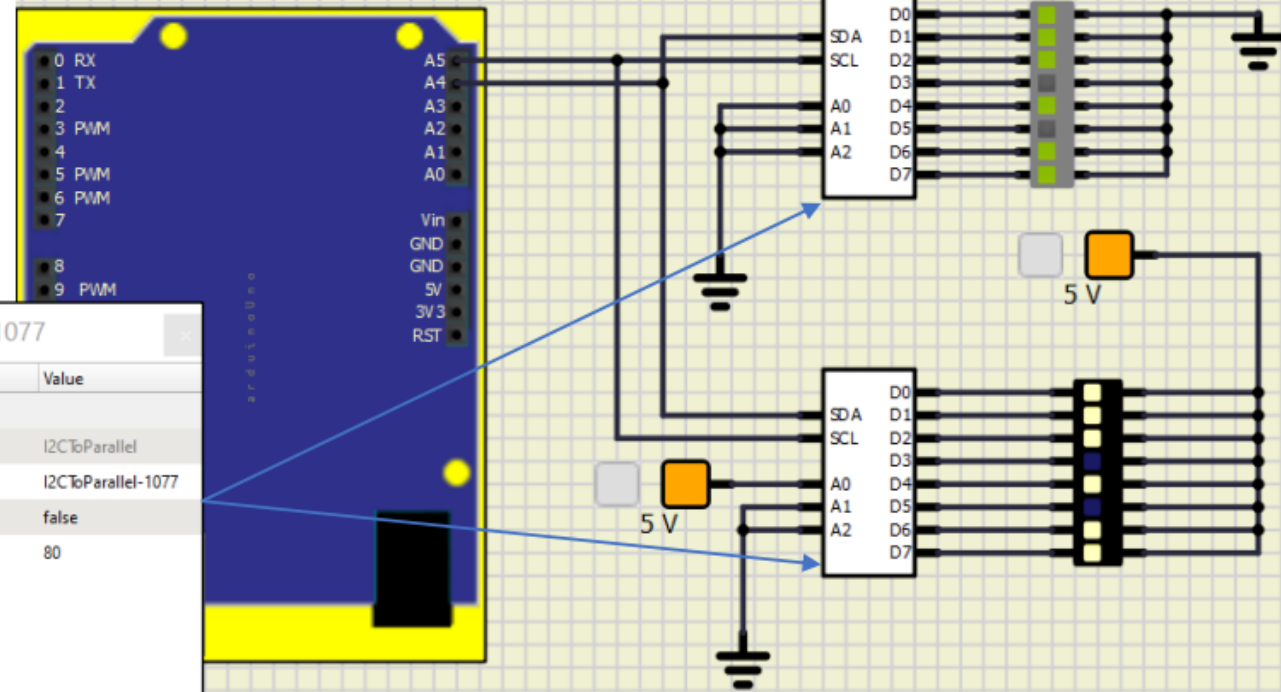 0 RX
1 TX
2
3 PWM
4
5 PWM
6 PWM
7
8
9 PWM
A5
A4
A3
A2
A1
A0
Vin
GND
GND
5V
3V3
RST
arduinoUno
1077
Value
I2CToParallel
I2CToParallel-1077
false
80
SDA
SCL
A0
A1
A2
D0
D1
D2
D3
D4
D5
D6
D7
5 V
SDA
SCL
A0
A1
A2
D0
D1
D2
D3
D4
D5
D6
D7
5 V